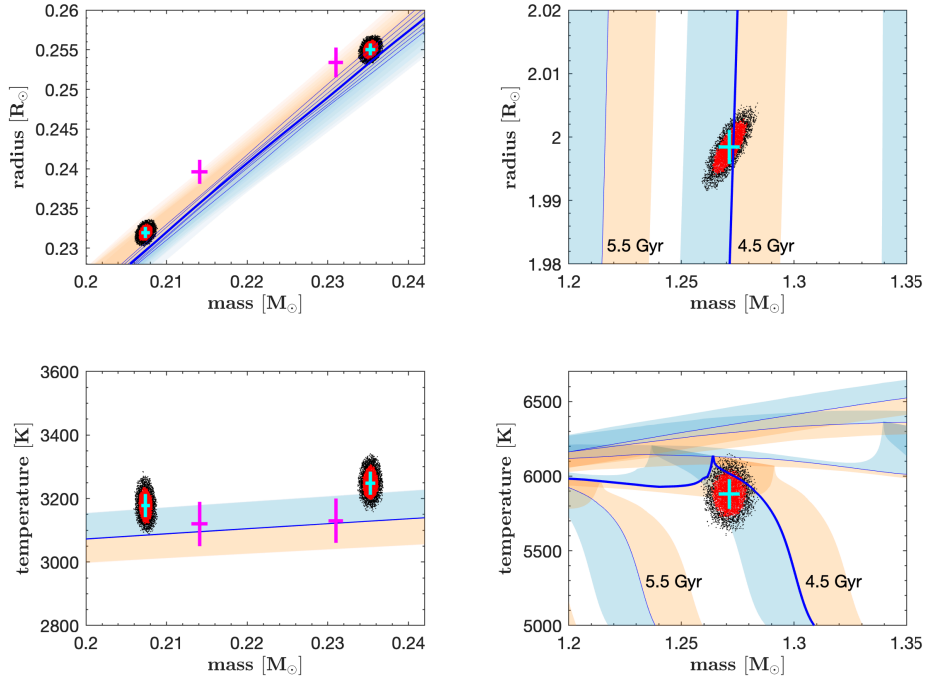 0.255
0.25
0.245
0.24
0.235
0.23
radius [R⊙]
0.2 0.21 0.22 0.23 0.24
mass [M⊙]
2.02
2.01
2
1.99
1.98
radius [R⊙]
5.5 Gyr 4.5 Gyr
1.2 1.25 1.3 1.35
mass [M⊙]
3600
3400
3200
3000
2800
temperature [K]
0.2 0.21 0.22 0.23 0.24
mass [M⊙]
6500
6000
5500
5000
temperature [K]
5.5 Gyr 4.5 Gyr
1.2 1.25 1.3 1.35
mass [M⊙]